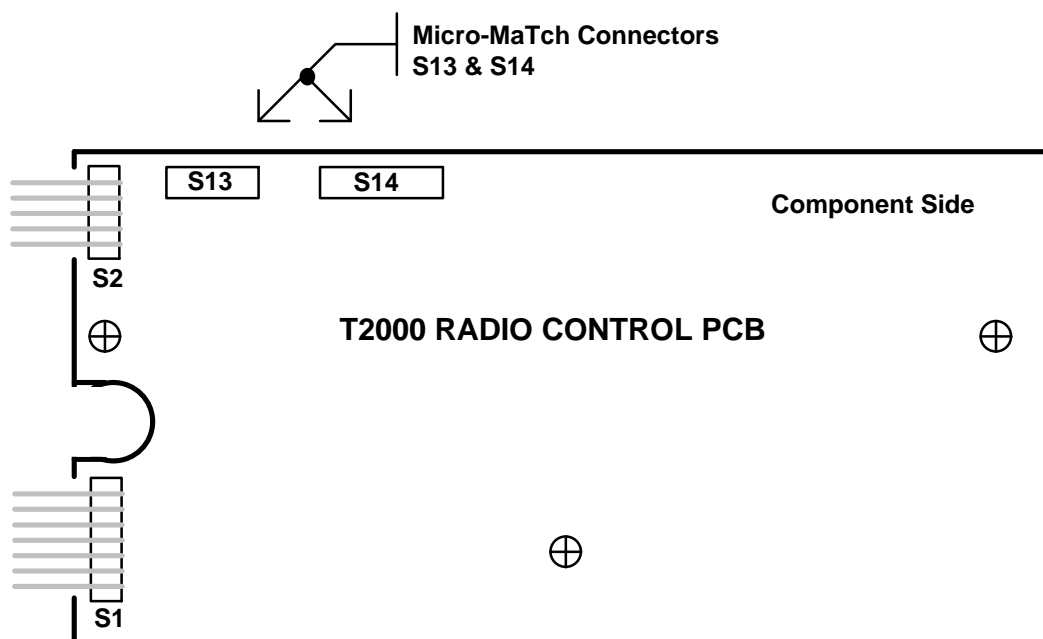 Micro-MaTch Connectors
S13 & S14
S13
S14
Component Side
S2
T2000 RADIO CONTROL PCB
S1